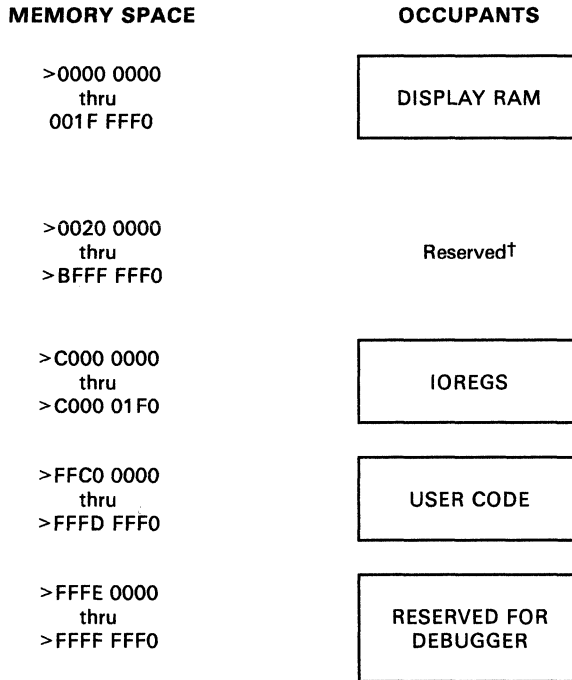 MEMORY SPACE OCCUPANTS
>0000 0000
thru
001F FFF0
DISPLAY RAM
>0020 0000
thru
>BFFF FFF0
Reserved†
>C000 0000
thru
>C000 01F0
IOREGS
>FFC0 0000
thru
>FFFD FFF0
USER CODE
>FFFE 0000
thru
>FFFF FFF0
RESERVED FOR
DEBUGGER